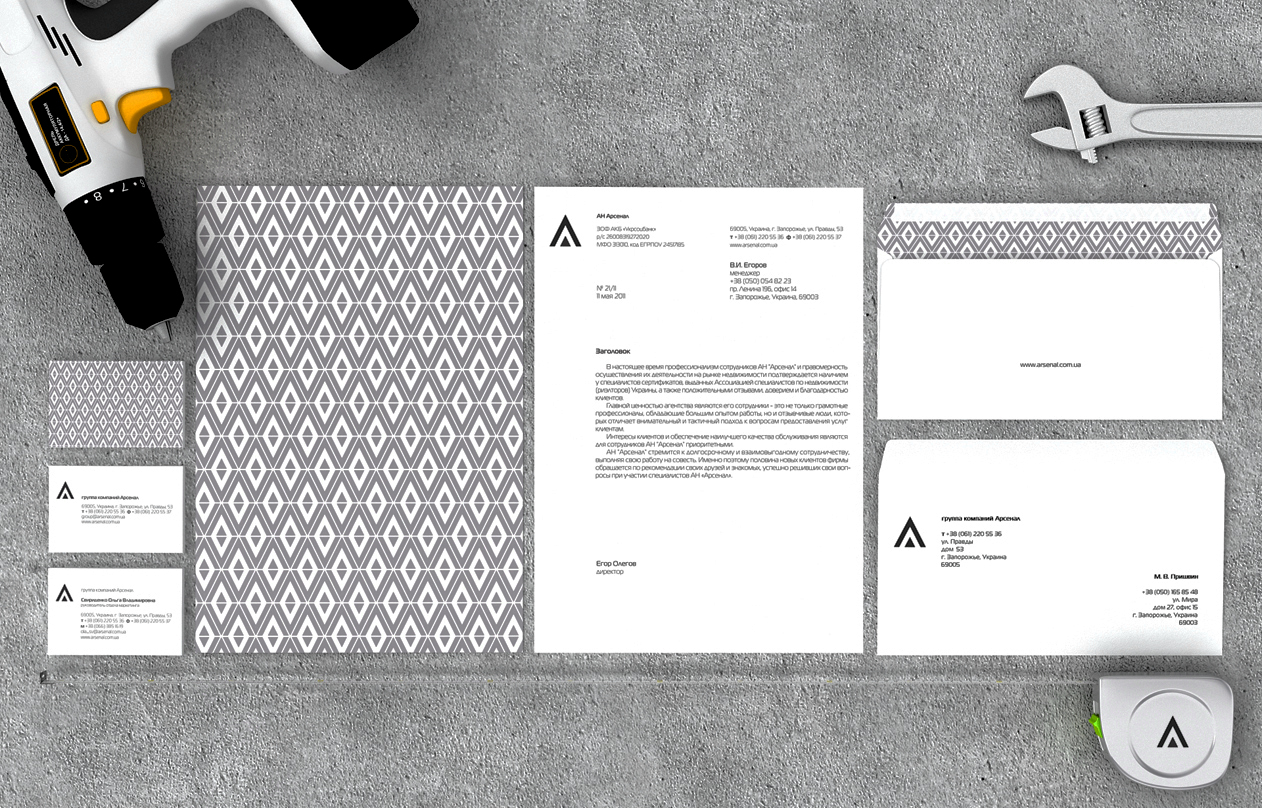 6 • 7 • 8
АН Арсенал
ЗОФ АКБ «Укрсоцбанк»
р/с 26008319272020
МФО 31300, код ЕГРПОУ 2451785
69005, Украина, г. Запорожье, ул. Правды, 53
т +38 (061) 220 55 36 ф +38 (061) 220 55 37
www.arsenal.com.ua
В.И. Егоров
менеджер
+38 (050) 054 82 23
пр. Ленина 196, офис 14
г. Запорожье, Украина, 69003
№ 21/11
11 мая 2011
Заголовок
В настоящее время профессионализм сотрудников АН "Арсенал" и правомерность
осуществления их деятельности на рынке недвижимости подтверждается наличием
у специалистов сертификатов, выданных Ассоциацией специалистов по недвижимости
(риэлторов) Украины, а также положительными отзывами, доверием и благодарностью
клиентов.
Главной ценностью агентства являются его сотрудники - это не только грамотные
профессионалы, обладающие большим опытом работы, но и отзывчивые люди, кото-
рых отличает внимательный и тактичный подход к вопросам предоставления услуг
клиентам.
Интересы клиентов и обеспечение наилучшего качества обслуживания являются
для сотрудников АН "Арсенал" приоритетными.
АН "Арсенал" стремится к долгосрочному и взаимовыгодному сотрудничеству,
выполняя свою работу на совесть. Именно поэтому половина новых клиентов фирмы
обращается по рекомендации своих друзей и знакомых, успешно решивших свои воп-
росы при участии специалистов АН «Арсенал».
Егор Олегов
директор
www.arsenal.com.ua
группа компаний Арсенал
69005, Украина, г. Запорожье, ул. Правды, 53
т +38 (061) 220 55 36 ф +38 (061) 220 55 37
group@arsenal.com.ua
www.arsenal.com.ua
группа компаний Арсенал
Свириденко Ольга Владимировна
руководитель отдела маркетинга
69005, Украина, г. Запорожье, ул. Правды, 53
т +38 (061) 220 55 36 ф +38 (061) 220 55 37
м +38 (066) 385 16 19
www.arsenal.com.ua
группа компаний Арсенал
т +38 (061) 220 55 36
ул. Правды
дом 53
г. Запорожье, Украина
69005
М. В. Пришвин
+38 (050) 165 85 48
ул. Мира
дом 27, офис 15
г. Запорожье, Украина
69003